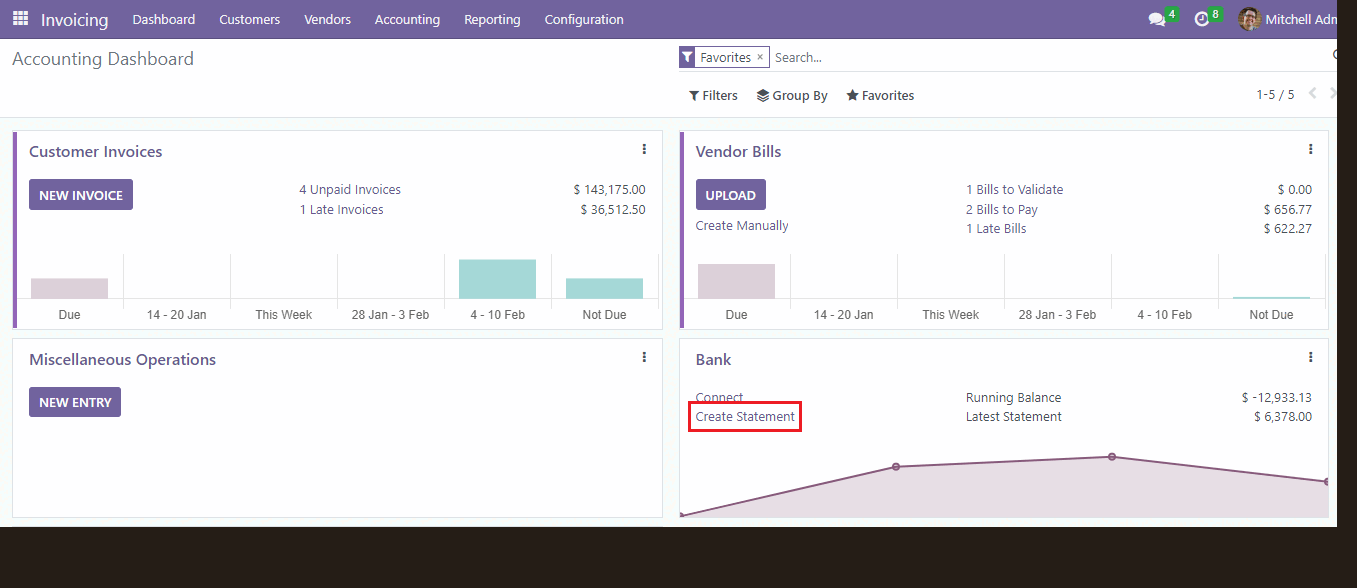 Invoicing Dashboard Customers Vendors Accounting Reporting Configuration 4 8 Mitchell Adm
Accounting Dashboard
Favorites × Search...
Filters Group By Favorites 1-5 / 5
Customer Invoices
NEW INVOICE
4 Unpaid Invoices $ 143,175.00
1 Late Invoices $ 36,512.50
Due 14 - 20 Jan This Week 28 Jan - 3 Feb 4 - 10 Feb Not Due
Vendor Bills
UPLOAD
Create Manually
1 Bills to Validate $ 0.00
2 Bills to Pay $ 656.77
1 Late Bills $ 622.27
Due 14 - 20 Jan This Week 28 Jan - 3 Feb 4 - 10 Feb Not Due
Miscellaneous Operations
NEW ENTRY
Bank
Connect Running Balance $ -12,933.13
Create Statement Latest Statement $ 6,378.00